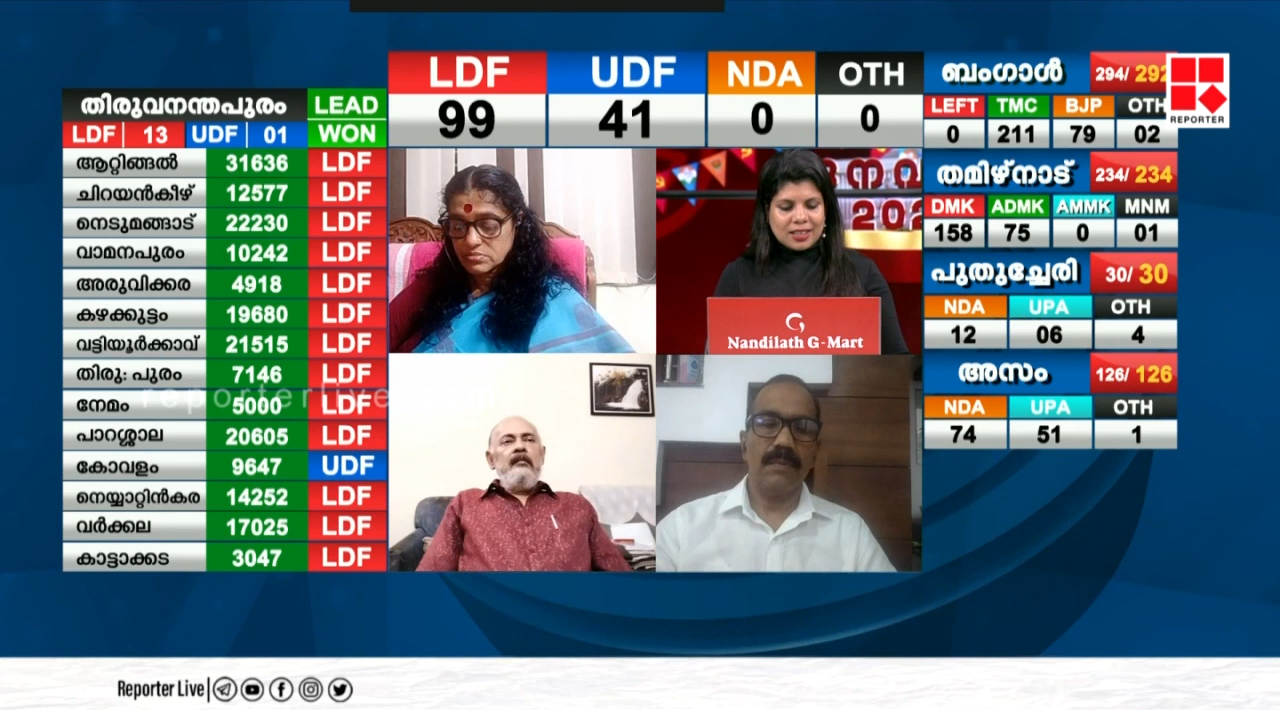 LDF UDF NDA OTH
99 41 0 0
തിരുവനന്തപുരം LEAD
LDF 13 UDF 01 WON
ആറ്റിങ്ങൽ 31636 LDF
ചിറയൻകീഴ് 12577 LDF
നെടുമങ്ങാട് 22230 LDF
വാമനപുരം 10242 LDF
അരുവിക്കര 4918 LDF
കഴക്കൂട്ടം 19680 LDF
വട്ടിയൂർക്കാവ് 21515 LDF
തിരു: പുരം 7146 LDF
നേമം 5000 LDF
പാറശ്ശാല 20605 LDF
കോവളം 9647 UDF
നെയ്യാറ്റിൻകര 14252 LDF
വർക്കല 17025 LDF
കാട്ടാക്കട 3047 LDF
Nandilath G-Mart
ബംഗാൾ 294/ 292
REPORTER
LEFT TMC BJP OTH
0 211 79 02
തമിഴ്നാട് 234/ 234
DMK ADMK AMMK MNM
158 75 0 01
പുതുച്ചേരി 30/ 30
NDA UPA OTH
12 06 4
അസം 126/ 126
NDA UPA OTH
74 51 1
Reporter Live